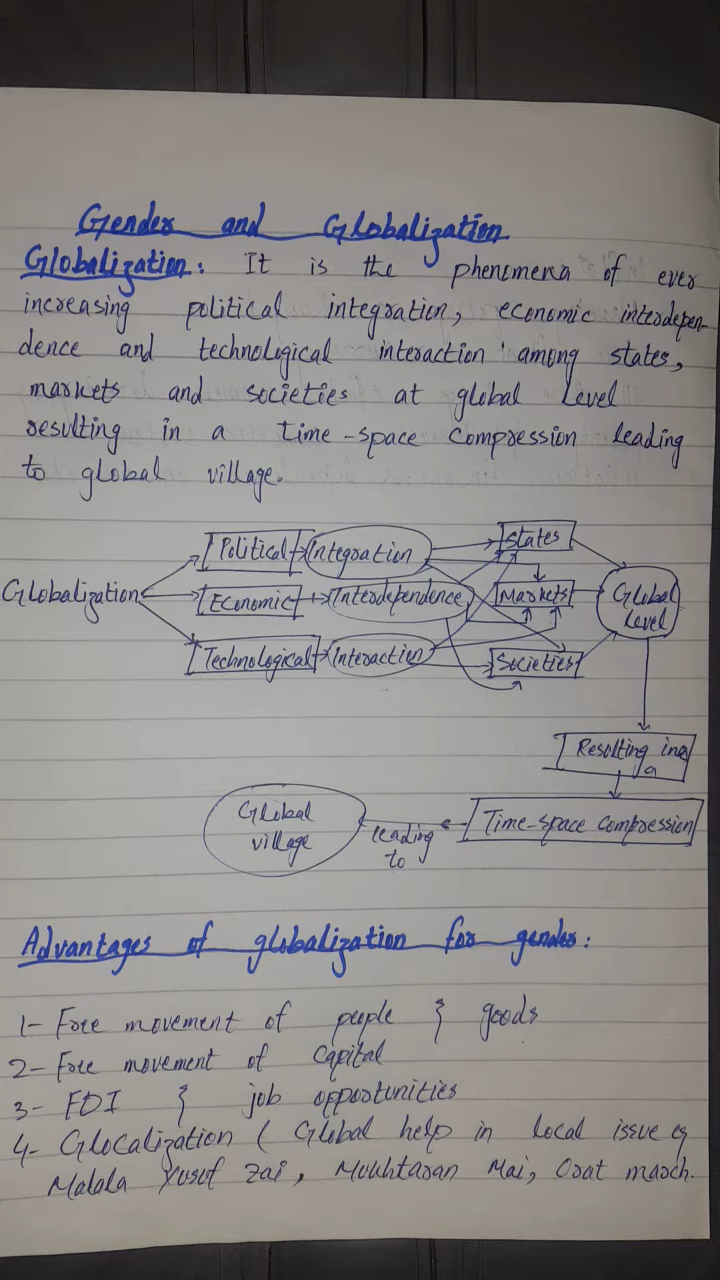 Gender and Globalization
Globalization: It is the phenomena of ever
increasing political integration, economic interdepen-
dence and technological interaction among states,
markets and societies at global Level
resulting in a Time-space Compression Leading
to global village.
Globalization
Political Integration States
Economic Interdependence Markets Global
Level
Technological Interaction Societies
Resulting in
a
Time-space Compression
leading
to
Global
village
Advantages of globalization for gender:
1- Free movement of people & goods
2- Free movement of Capital
3- FDI & job opportunities
4- Glocalization ( Global help in local issue eg
Malala Yusuf Zai, Moukhtaran Mai, Orat march.